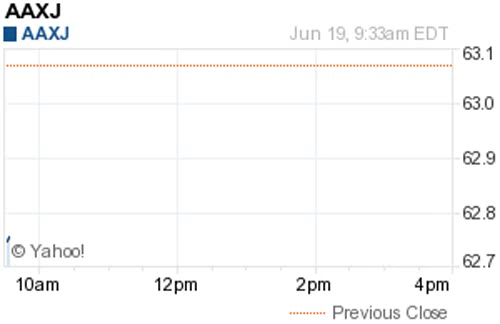 AAXJ
AAXJ Jun 19, 9:33am EDT
63.1
63.0
62.9
62.8
62.7
© Yahoo!
10am 12pm 2pm 4pm
Previous Close